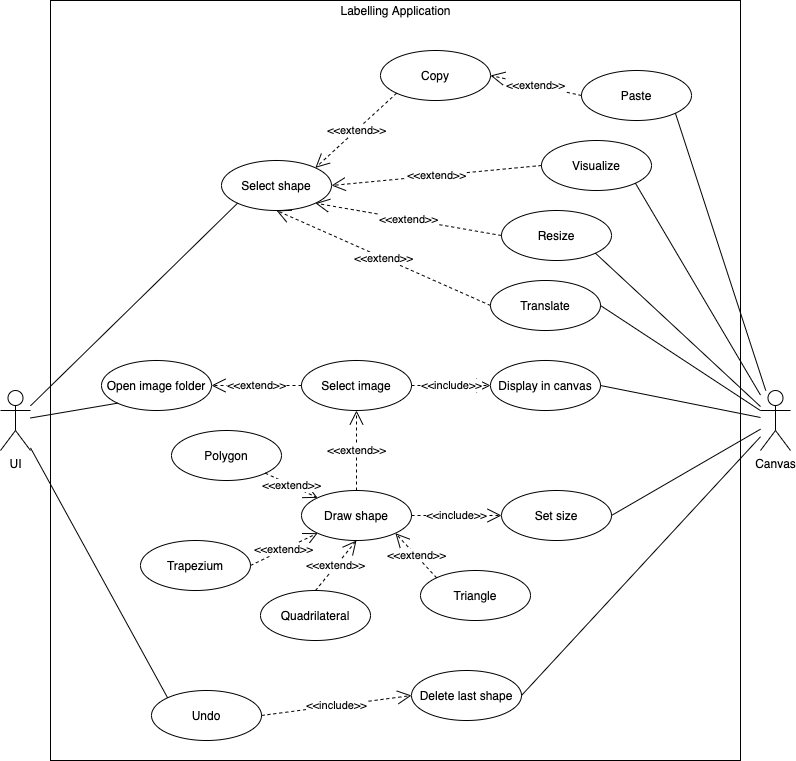 Labelling Application
Copy
<<extend>>
Paste
<<extend>>
Visualize
<<extend>>
Select shape
<<extend>>
Resize
<<extend>>
Translate
Open image folder
<<extend>>
Select image
<<include>>
Display in canvas
UI
Canvas
<<extend>>
Polygon
<<extend>>
Draw shape
<<include>>
Set size
<<extend>>
<<extend>>
Trapezium
<<extend>>
Triangle
Quadrilateral
Delete last shape
<<include>>
Undo